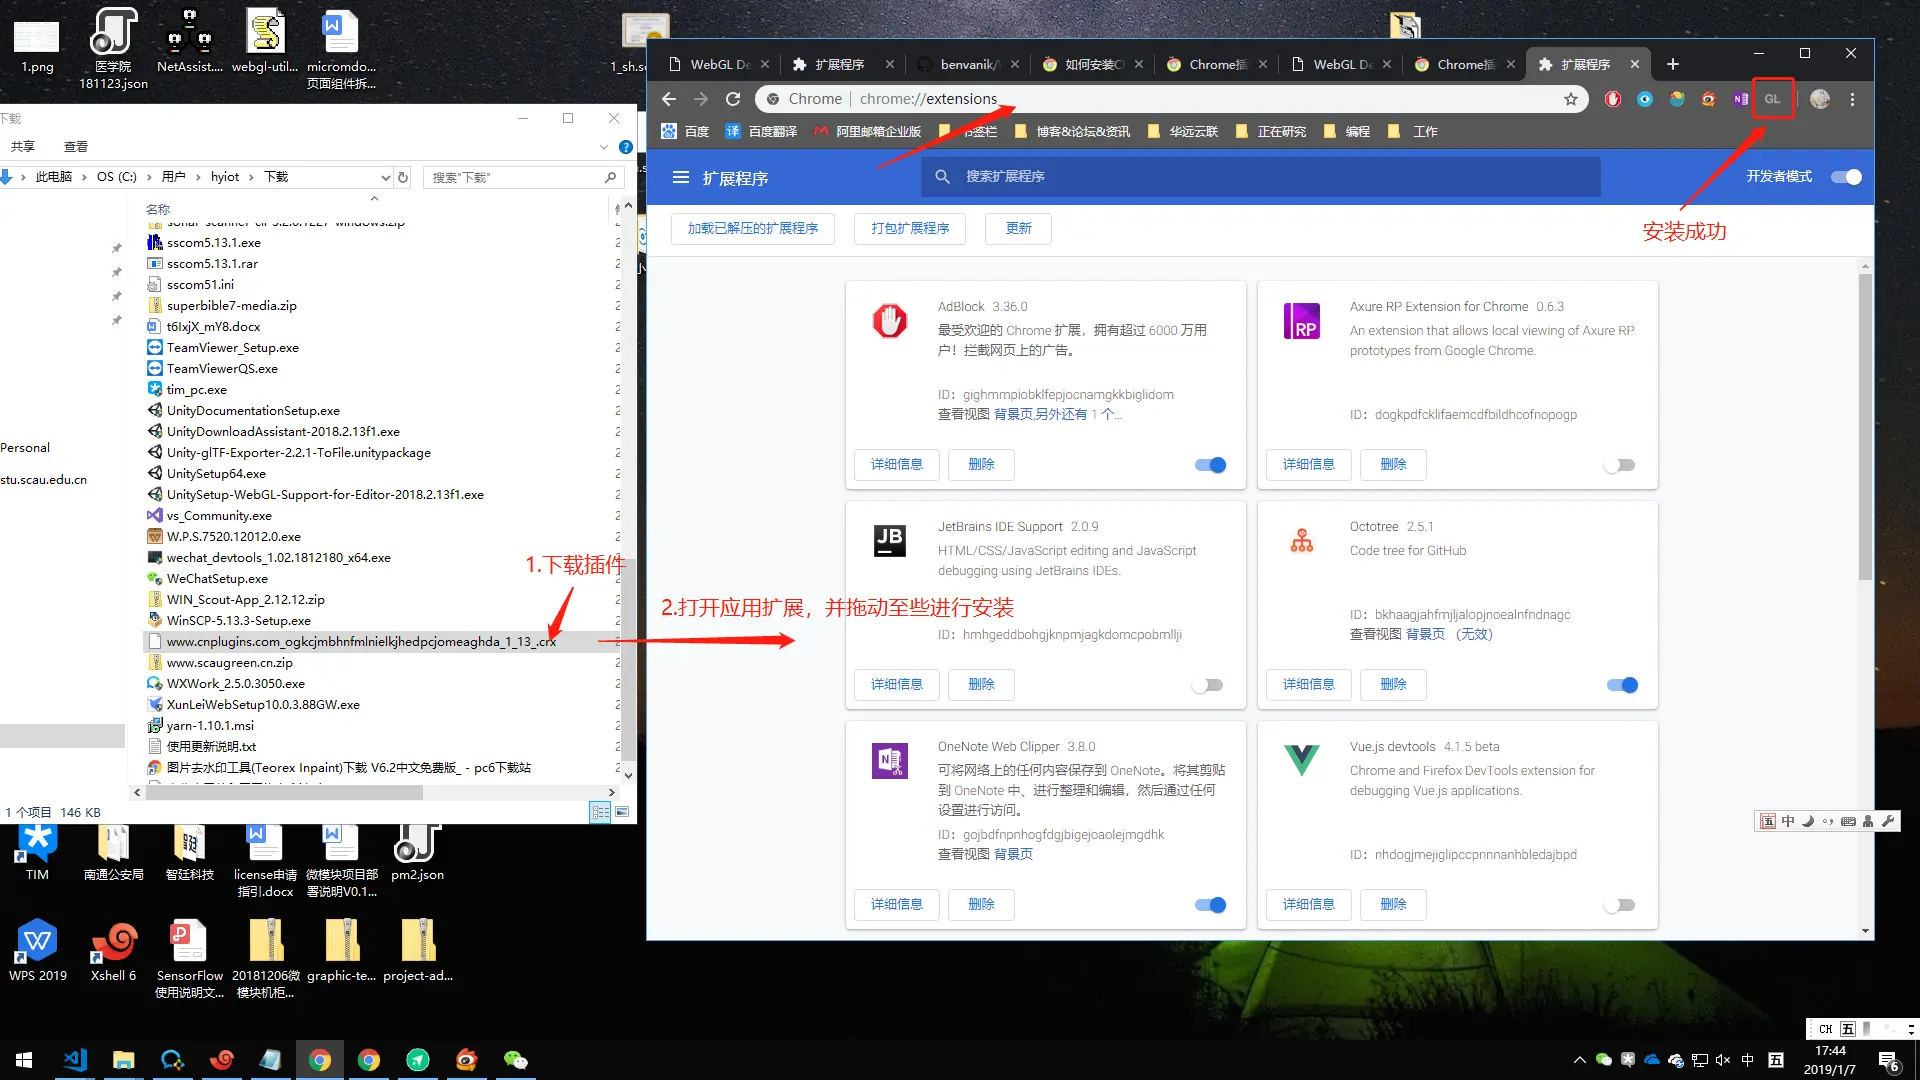 1.png
医学院
181123.json
NetAssist....
webgl-util...
micromdo...
页面组件拆...
1_sh.s
下载
共享
查看
此电脑 › OS (C:) › 用户 › hyiot › 下载
搜索"下载"
名称
sonar-scanner-cli-3.2.0.1227-windows.zip
sscom5.13.1.exe
sscom5.13.1.rar
sscom51.ini
superbible7-media.zip
t6IxjX_mY8.docx
TeamViewer_Setup.exe
TeamViewerQS.exe
tim_pc.exe
UnityDocumentationSetup.exe
UnityDownloadAssistant-2018.2.13f1.exe
Unity-glTF-Exporter-2.2.1-ToFile.unitypackage
UnitySetup64.exe
UnitySetup-WebGL-Support-for-Editor-2018.2.13f1.exe
vs_Community.exe
W.P.S.7520.12012.0.exe
wechat_devtools_1.02.1812180_x64.exe
WeChatSetup.exe
WIN_Scout-App_2.12.12.zip
WinSCP-5.13.3-Setup.exe
www.cnplugins.com_ogkcjmbhnfmlnielkjhedpcjomeaghda_1_13_.crx
www.scaugreen.cn.zip
WXWork_2.5.0.3050.exe
XunLeiWebSetup10.0.3.88GW.exe
yarn-1.10.1.msi
使用更新说明.txt
图片去水印工具(Teorex Inpaint)下载 V6.2中文免费版_ - pc6下载站
Personal
stu.scau.edu.cn
1 个项目 146 KB
1.下载插件
2.打开应用扩展，并拖动至些进行安装
安装成功
WebGL De
扩展程序
benvanik/
如何安装C
Chrome插
WebGL De
Chrome插
扩展程序
Chrome | chrome://extensions
GL
百度
百度翻译
阿里邮箱企业版
书签栏
博客&论坛&资讯
华远云联
正在研究
编程
工作
扩展程序
搜索扩展程序
开发者模式
加载已解压的扩展程序
打包扩展程序
更新
AdBlock 3.36.0
最受欢迎的 Chrome 扩展，拥有超过 6000 万用
户！拦截网页上的广告。
ID：gighmmpiobklfepjocnamgkkbiglidom
查看视图 背景页,另外还有 1 个...
详细信息
删除
Axure RP Extension for Chrome 0.6.3
An extension that allows local viewing of Axure RP
prototypes from Google Chrome.
ID：dogkpdfcklifaemcdfbildhcofnopogp
详细信息
删除
JetBrains IDE Support 2.0.9
HTML/CSS/JavaScript editing and JavaScript
debugging using JetBrains IDEs.
ID：hmhgeddbohgjknpmjagkdomcpobmllji
详细信息
删除
Octotree 2.5.1
Code tree for GitHub
ID：bkhaagjahfmjljalopjnoealnfndnagc
查看视图 背景页 （无效）
详细信息
删除
OneNote Web Clipper 3.8.0
可将网络上的任何内容保存到 OneNote。将其剪贴
到 OneNote 中、进行整理和编辑，然后通过任何
设置进行访问。
ID：gojbdfnpnhogfdgjbigejoaolejmgdhk
查看视图 背景页
详细信息
删除
Vue.js devtools 4.1.5 beta
Chrome and Firefox DevTools extension for
debugging Vue.js applications.
ID：nhdogjmejiglipccpnnnanhbledajbpd
详细信息
删除
五 中
TIM
南通公安局
智廷科技
license申请
指引.docx
微模块项目部
署说明V0.1...
pm2.json
WPS 2019
Xshell 6
SensorFlow
使用说明文...
20181206微
模块机柜...
graphic-te...
project-ad...
CH 五
中 五
17:44
2019/1/7
6